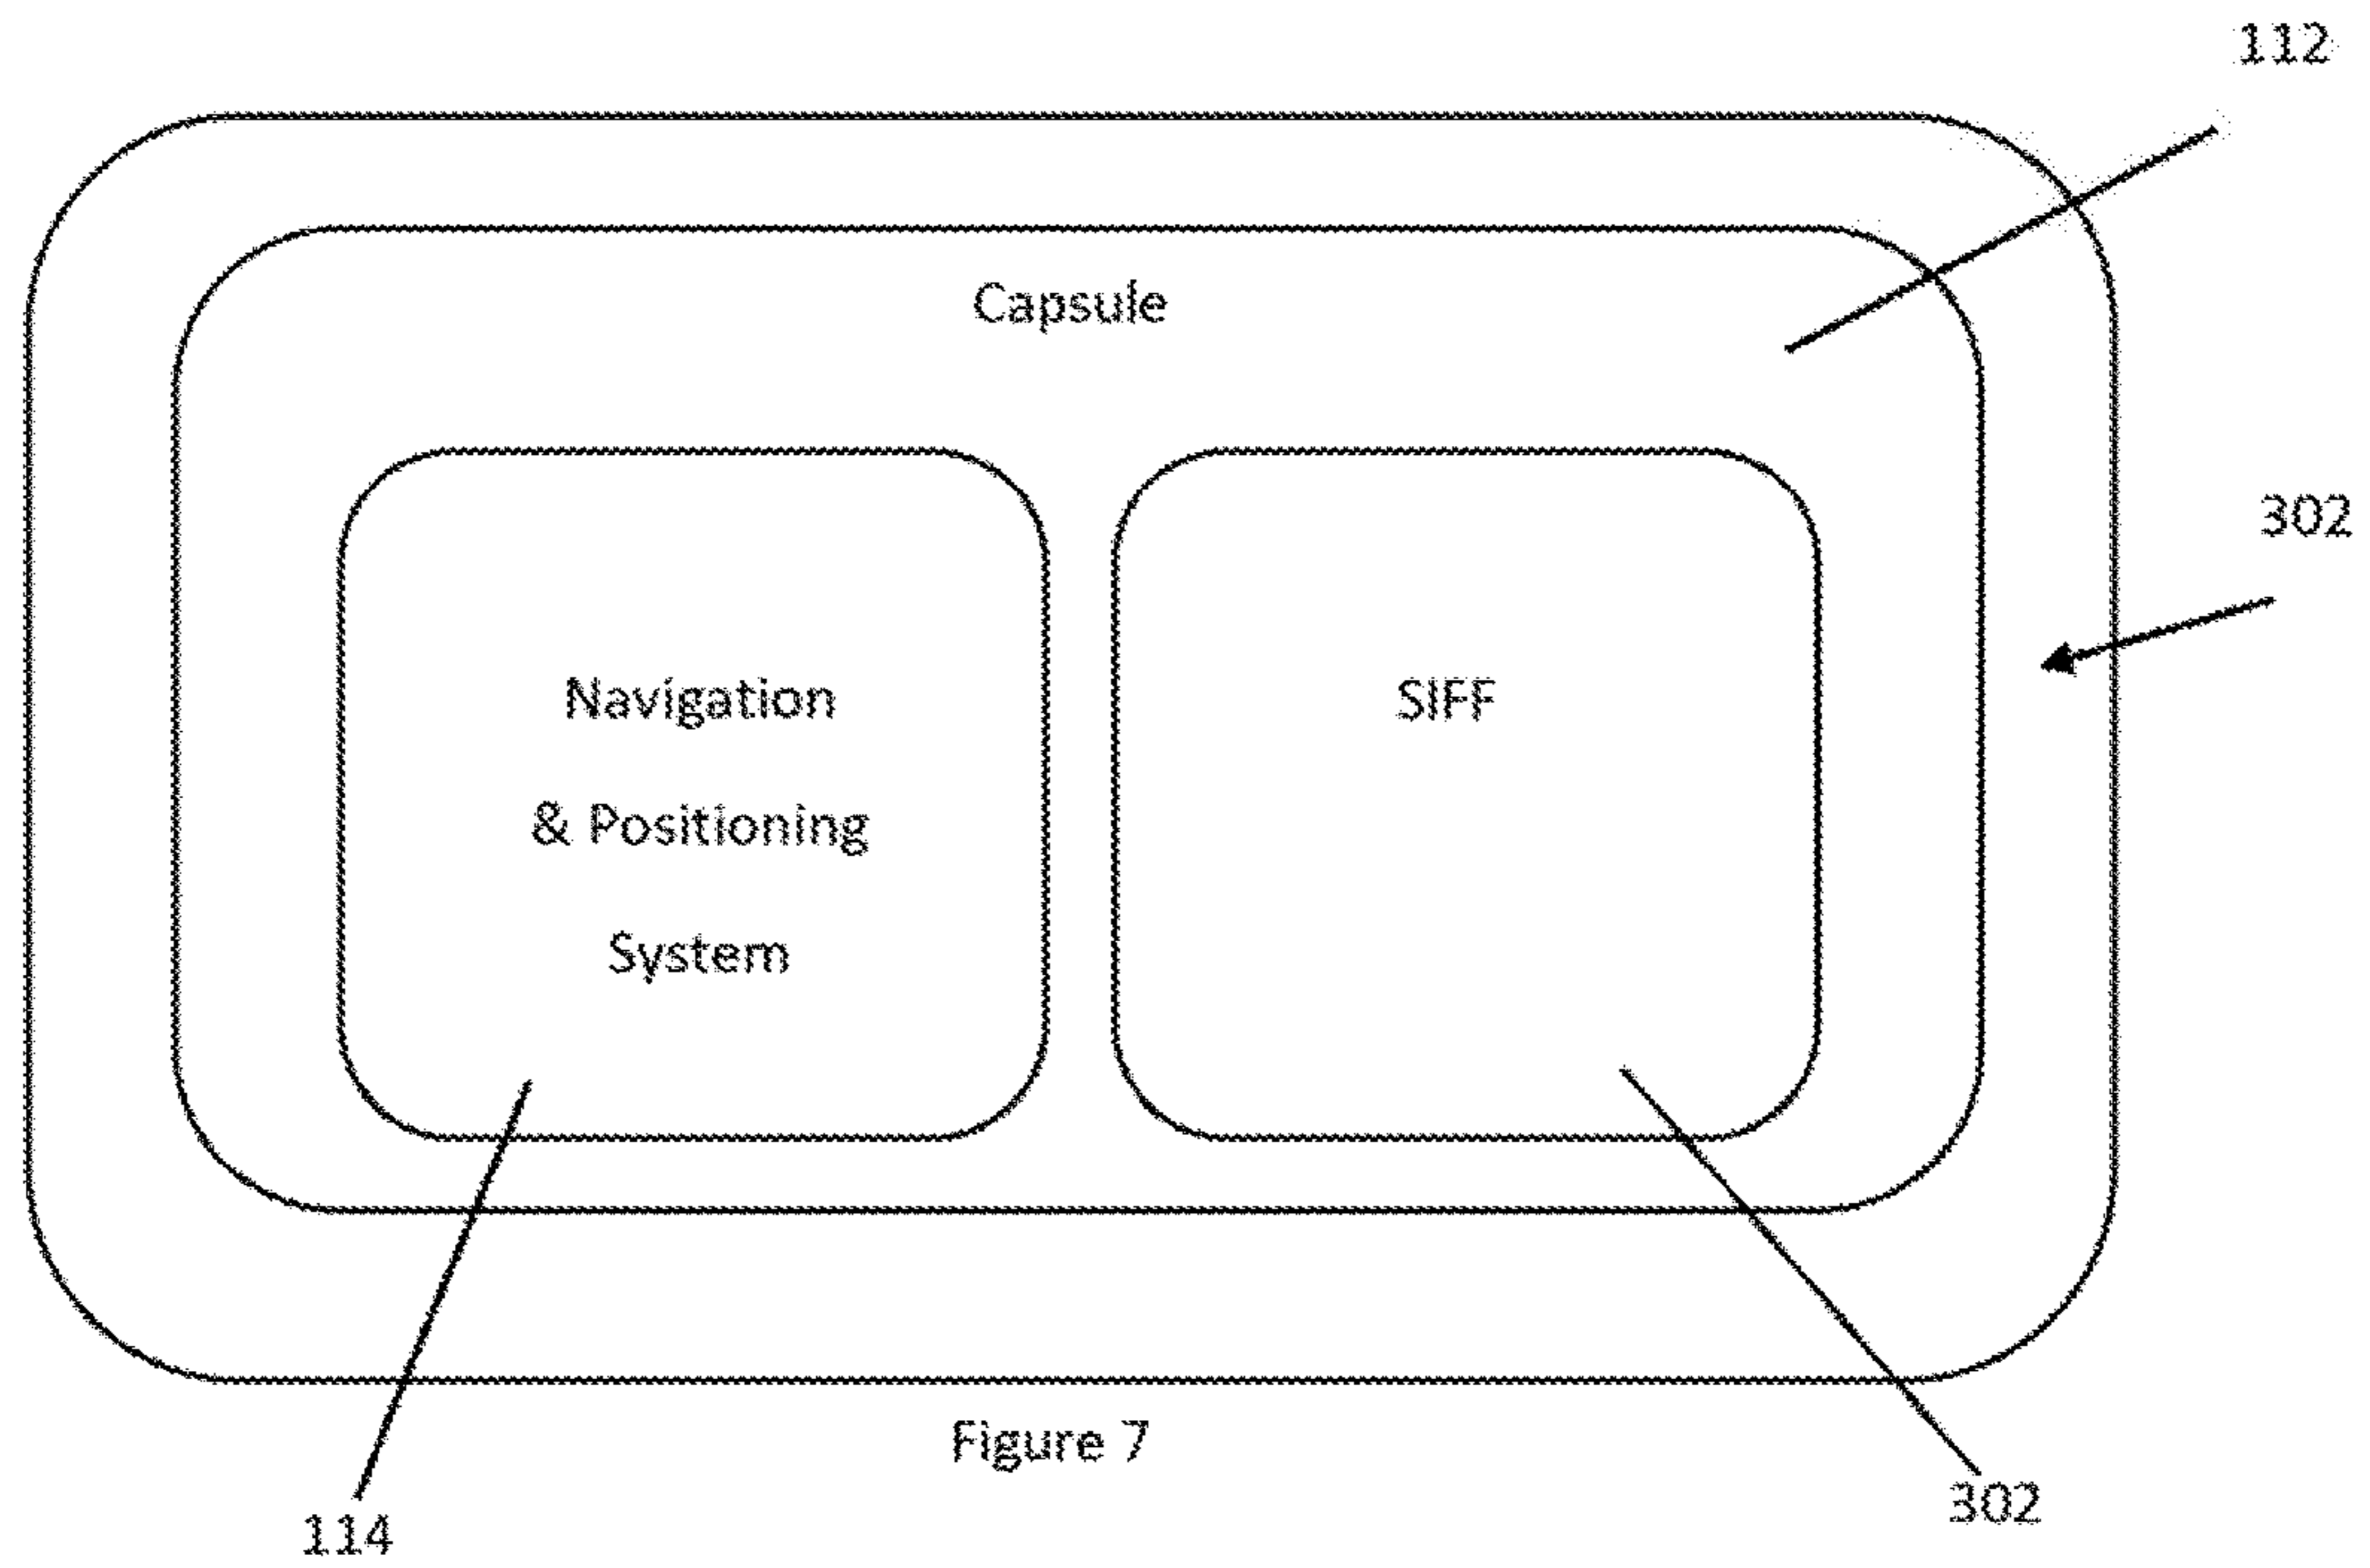 112
Capsule
302
Navigation
& Positioning
System
SIFF
Figure 7
114
302